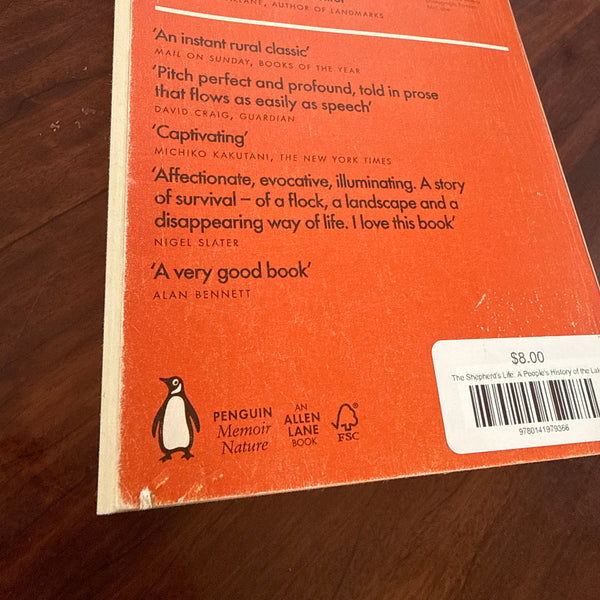 AUTHOR OF LANDMARKS
'An instant rural classic'
MAIL ON SUNDAY, BOOKS OF THE YEAR
'Pitch perfect and profound, told in prose
that flows as easily as speech'
DAVID CRAIG, GUARDIAN
'Captivating'
MICHIKO KAKUTANI, THE NEW YORK TIMES
'Affectionate, evocative, illuminating. A story
of survival – of a flock, a landscape and a
disappearing way of life. I love this book'
NIGEL SLATER
'A very good book'
ALAN BENNETT
PENGUIN
Memoir
Nature
AN
ALLEN
LANE
BOOK
FSC
$8.00
The Shepherd's Life: A People's History of the Lak
9780141979366